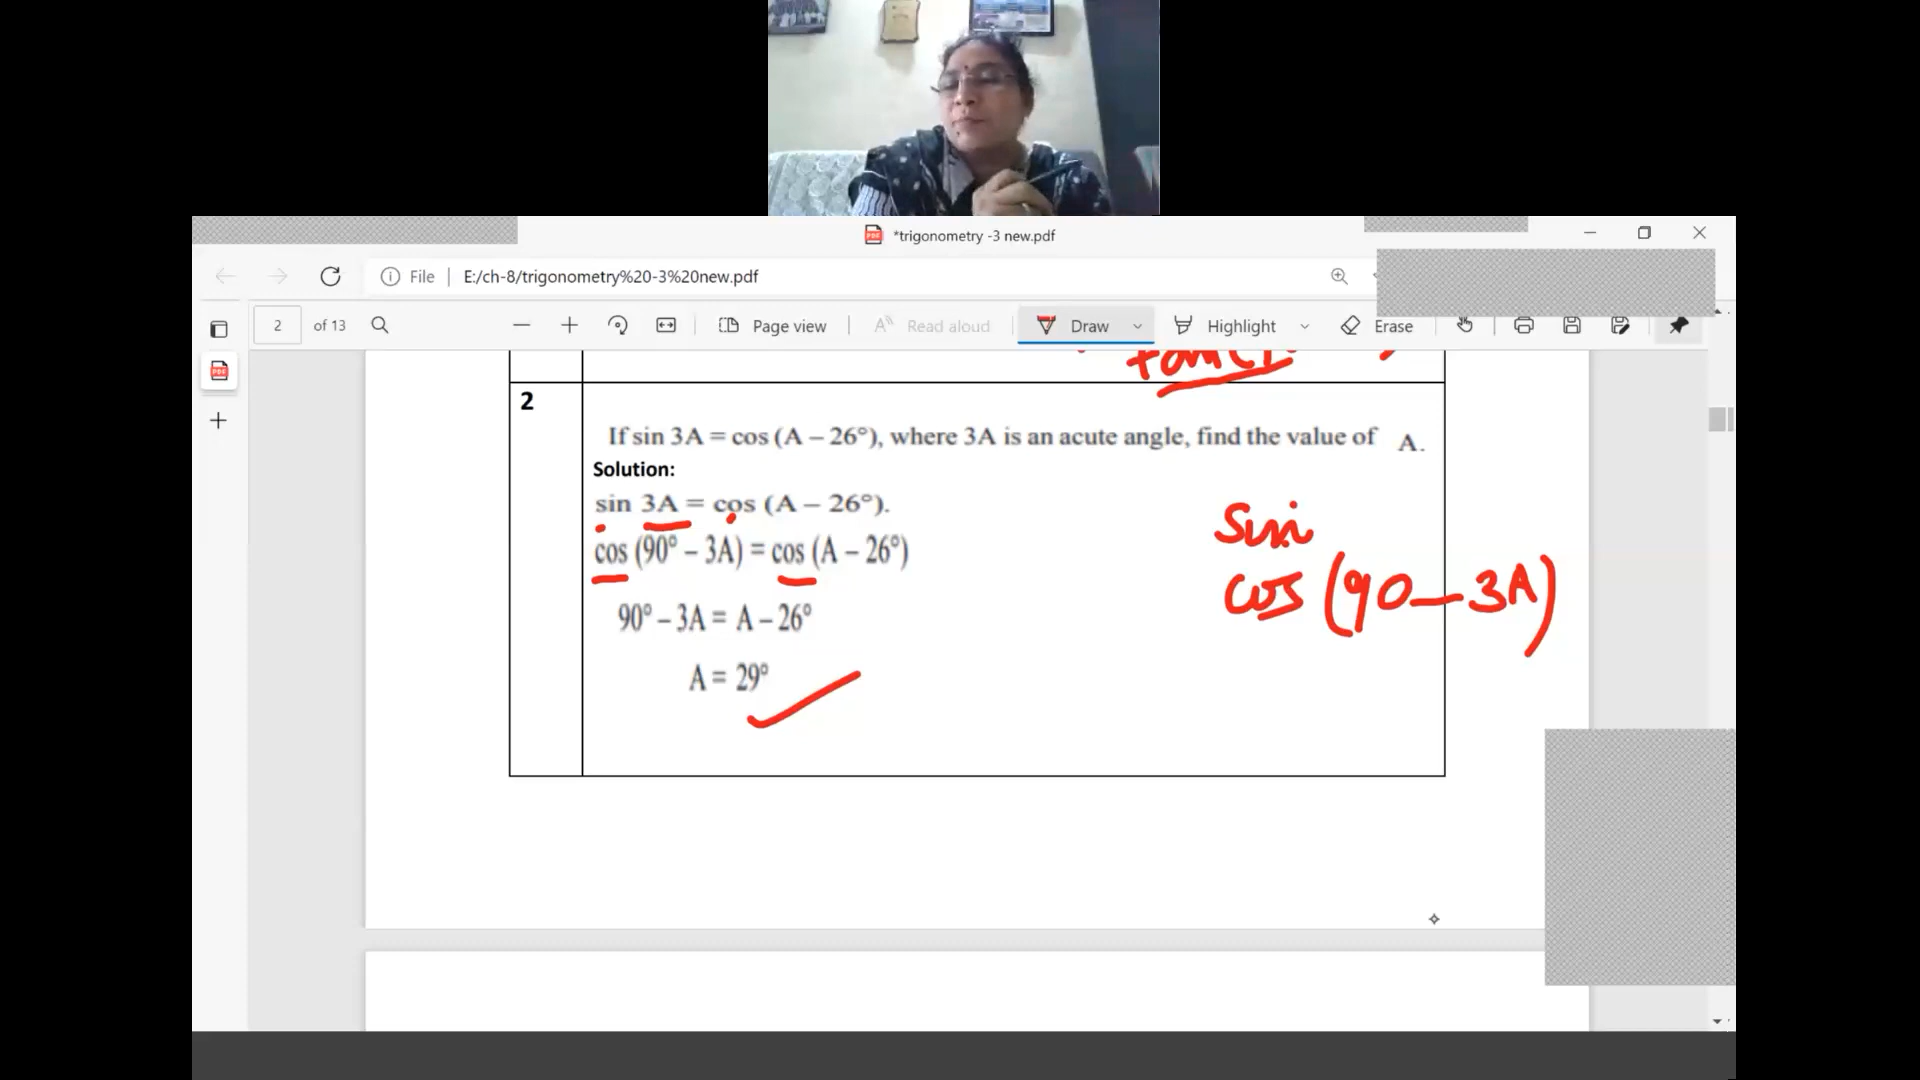 *trigonometry -3 new.pdf
File | E:/ch-8/trigonometry%20-3%20new.pdf
2 of 13 Page view Read aloud Draw Highlight Erase
2
If sin 3A = cos (A – 26°), where 3A is an acute angle, find the value of A.
Solution:
sin 3A = cos (A – 26°).
cos (90° – 3A) = cos (A – 26°)
90° – 3A = A – 26°
A = 29°
sin
cos (90 – 3A)